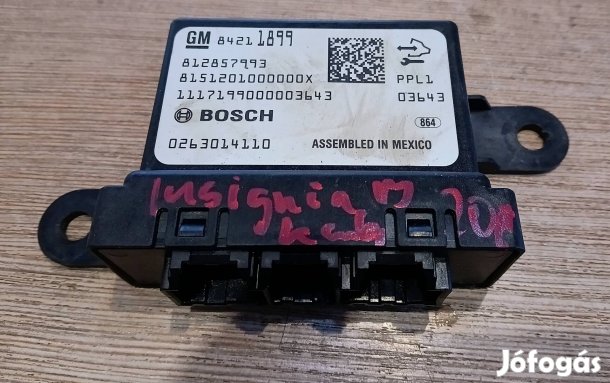 GM 84211899
812857993
8151201000000X PPL1
1117199000003643 03643
BOSCH 864
0263014110 ASSEMBLED IN MEXICO
Insignia
Jófogás